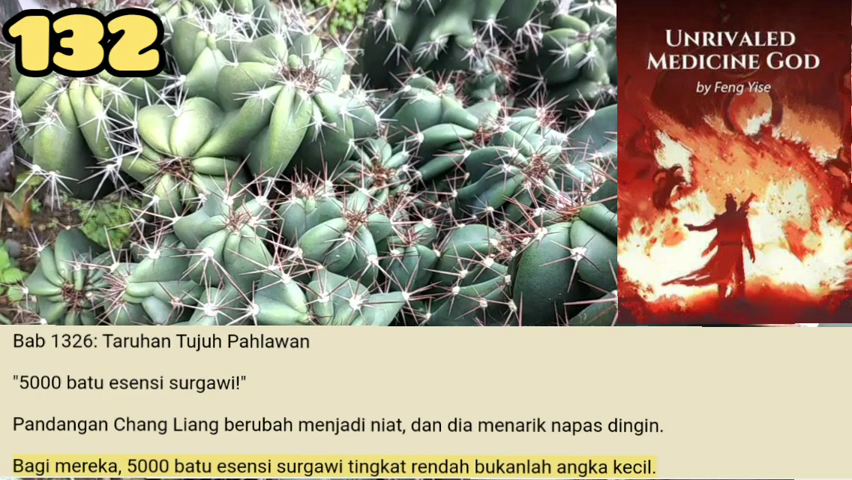 132
UNRIVALED
MEDICINE GOD
by Feng Yise
Bab 1326: Taruhan Tujuh Pahlawan
"5000 batu esensi surgawi!"
Pandangan Chang Liang berubah menjadi niat, dan dia menarik napas dingin.
Bagi mereka, 5000 batu esensi surgawi tingkat rendah bukanlah angka kecil.